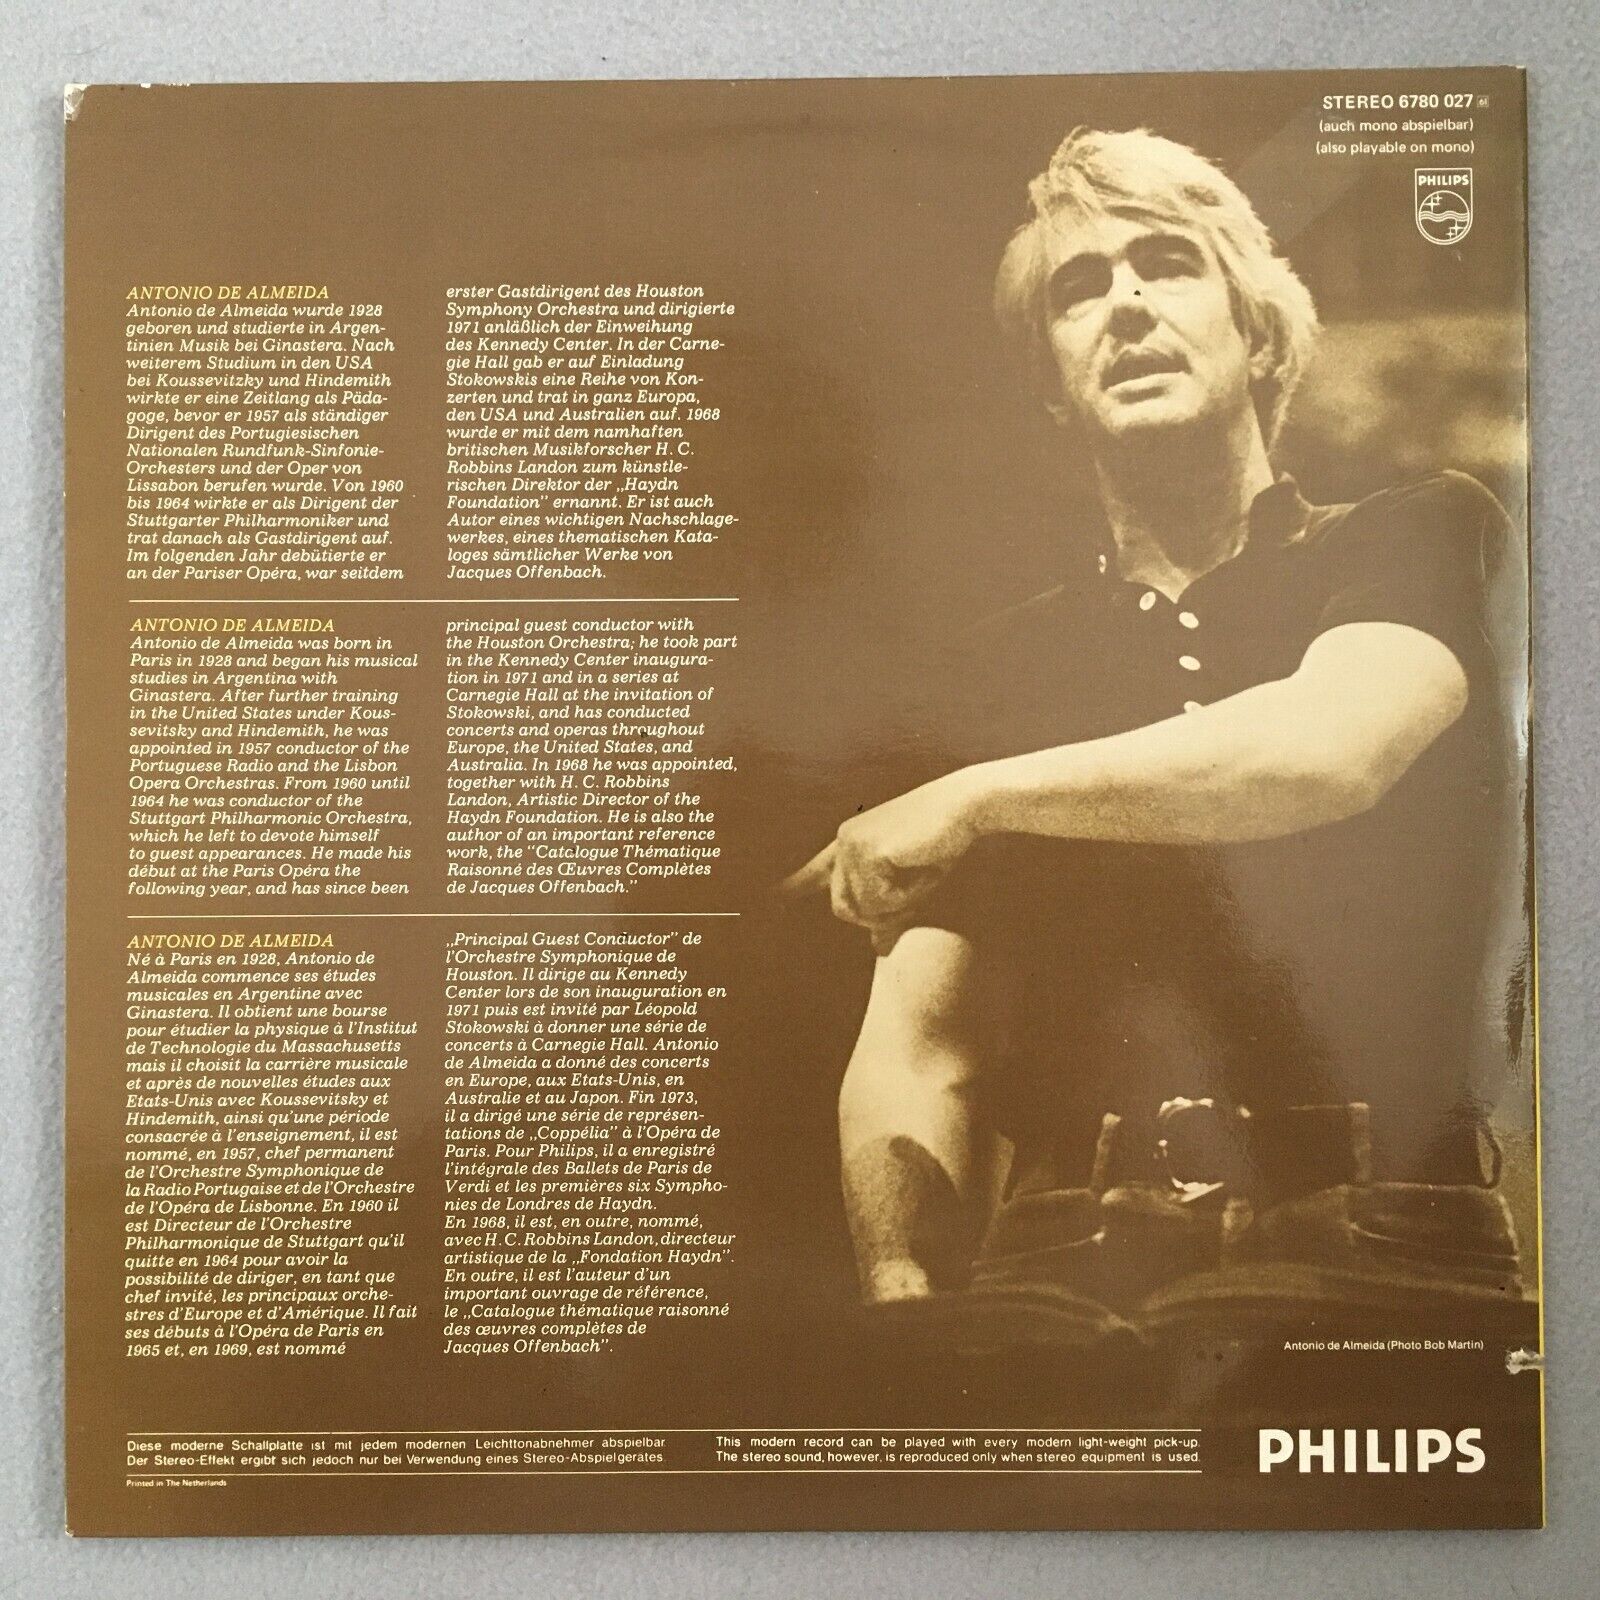 STEREO 6780 027
(auch mono abspielbar)
(also playable on mono)
PHILIPS
ANTONIO DE ALMEIDA
Antonio de Almeida wurde 1928
geboren und studierte in Argen-
tinien Musik bei Ginastera. Nach
weiterem Studium in den USA
bei Koussevitzky und Hindemith
wirkte er eine Zeitlang als Päda-
goge, bevor er 1957 als ständiger
Dirigent des Portugiesischen
Nationalen Rundfunk-Sinfonie-
Orchesters und der Oper von
Lissabon berufen wurde. Von 1960
bis 1964 wirkte er als Dirigent der
Stuttgarter Philharmoniker und
trat danach als Gastdirigent auf.
Im folgenden Jahr debütierte er
an der Pariser Opéra, war seitdem
erster Gastdirigent des Houston
Symphony Orchestra und dirigierte
1971 anläßlich der Einweihung
des Kennedy Center. In der Carne-
gie Hall gab er auf Einladung
Stokowskis eine Reihe von Kon-
zerten und trat in ganz Europa,
den USA und Australien auf. 1968
wurde er mit dem namhaften
britischen Musikforscher H. C.
Robbins Landon zum künstle-
rischen Direktor der „Haydn
Foundation" ernannt. Er ist auch
Autor eines wichtigen Nachschlage-
werkes, eines thematischen Kata-
loges sämtlicher Werke von
Jacques Offenbach.
ANTONIO DE ALMEIDA
Antonio de Almeida was born in
Paris in 1928 and began his musical
studies in Argentina with
Ginastera. After further training
in the United States under Kous-
sevitsky and Hindemith, he was
appointed in 1957 conductor of the
Portuguese Radio and the Lisbon
Opera Orchestras. From 1960 until
1964 he was conductor of the
Stuttgart Philharmonic Orchestra,
which he left to devote himself
to guest appearances. He made his
début at the Paris Opéra the
following year, and has since been
principal guest conductor with
the Houston Orchestra; he took part
in the Kennedy Center inaugura-
tion in 1971 and in a series at
Carnegie Hall at the invitation of
Stokowski, and has conducted
concerts and operas throughout
Europe, the United States, and
Australia. In 1968 he was appointed,
together with H. C. Robbins
Landon, Artistic Director of the
Haydn Foundation. He is also the
author of an important reference
work, the "Catalogue Thématique
Raisonné des Œuvres Complètes
de Jacques Offenbach."
ANTONIO DE ALMEIDA
Né à Paris en 1928, Antonio de
Almeida commence ses études
musicales en Argentine avec
Ginastera. Il obtient une bourse
pour étudier la physique à l'Institut
de Technologie du Massachusetts
mais il choisit la carrière musicale
et après de nouvelles études aux
Etats-Unis avec Koussevitsky et
Hindemith, ainsi qu'une période
consacrée à l'enseignement, il est
nommé, en 1957, chef permanent
de l'Orchestre Symphonique de
la Radio Portugaise et de l'Orchestre
de l'Opéra de Lisbonne. En 1960 il
est Directeur de l'Orchestre
Philharmonique de Stuttgart qu'il
quitte en 1964 pour avoir la
possibilité de diriger, en tant que
chef invité, les principaux orche-
stres d'Europe et d'Amérique. Il fait
ses débuts à l'Opéra de Paris en
1965 et, en 1969, est nommé
„Principal Guest Conductor" de
l'Orchestre Symphonique de
Houston. Il dirige au Kennedy
Center lors de son inauguration en
1971 puis est invité par Léopold
Stokowski à donner une série de
concerts à Carnegie Hall. Antonio
de Almeida a donné des concerts
en Europe, aux Etats-Unis, en
Australie et au Japon. Fin 1973,
il a dirigé une série de représen-
tations de „Coppélia" à l'Opéra de
Paris. Pour Philips, il a enregistré
l'intégrale des Ballets de Paris de
Verdi et les premières six Sympho-
nies de Londres de Haydn.
En 1968, il est, en outre, nommé,
avec H.C. Robbins Landon, directeur
artistique de la „Fondation Haydn".
En outre, il est l'auteur d'un
important ouvrage de référence,
le „Catalogue thématique raisonné
des œuvres complètes de
Jacques Offenbach".
Antonio de Almeida (Photo Bob Martin)
Diese moderne Schallplatte ist mit jedem modernen Leichttonabnehmer abspielbar.
Der Stereo-Effekt ergibt sich jedoch nur bei Verwendung eines Stereo-Abspielgerates.
This modern record can be played with every modern light-weight pick-up.
The stereo sound, however, is reproduced only when stereo equipment is used.
Printed in The Netherlands
PHILIPS